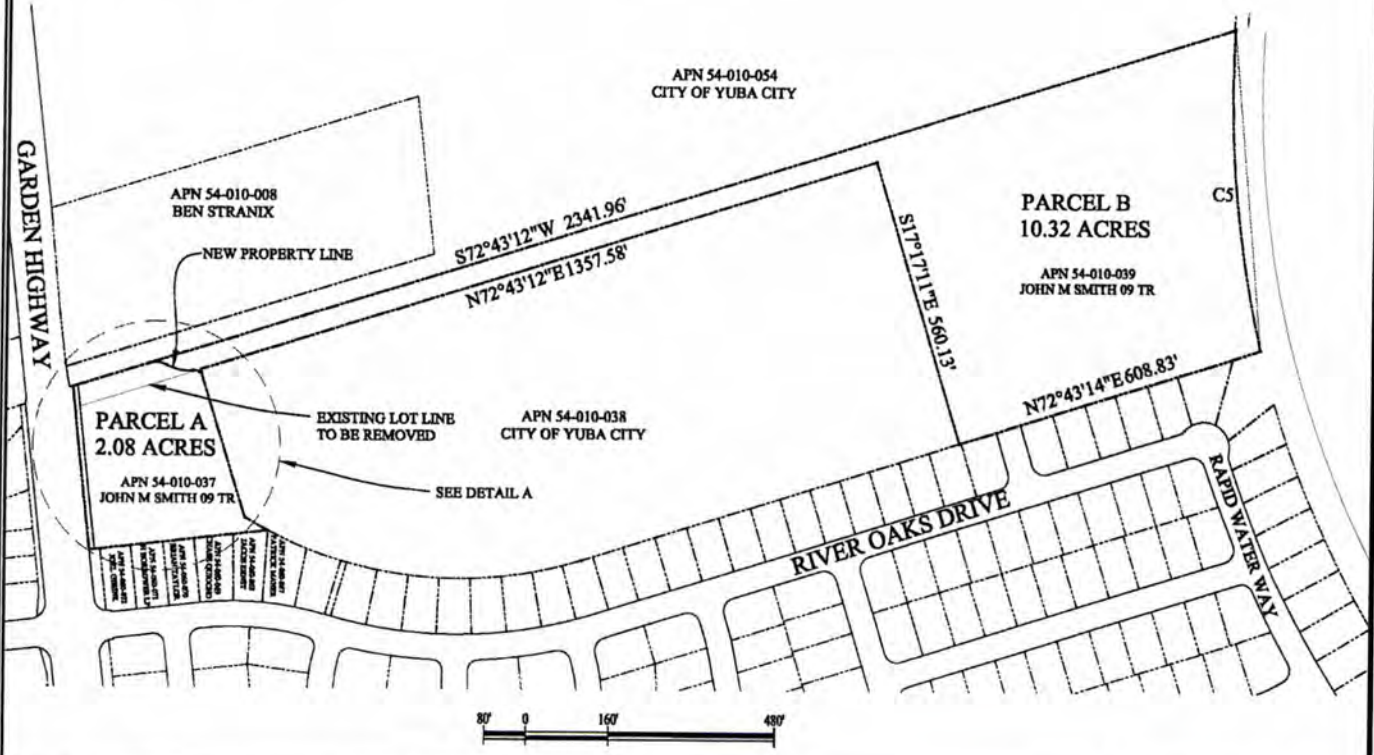 APN 54-010-054
CITY OF YUBA CITY
GARDEN HIGHWAY
APN 54-010-008
BEN STRANIX
NEW PROPERTY LINE
S72°43'12"W 2341.96'
N72°43'12"E 1357.58'
S17°17'11"E 560.13'
PARCEL B
10.32 ACRES
C5
APN 54-010-039
JOHN M SMITH 09 TR
N72°43'14"E 608.83'
PARCEL A
2.08 ACRES
APN 54-010-037
JOHN M SMITH 09 TR
EXISTING LOT LINE
TO BE REMOVED
APN 54-010-038
CITY OF YUBA CITY
SEE DETAIL A
RIVER OAKS DRIVE
RAPID WATER WAY
80' 0 160' 480'